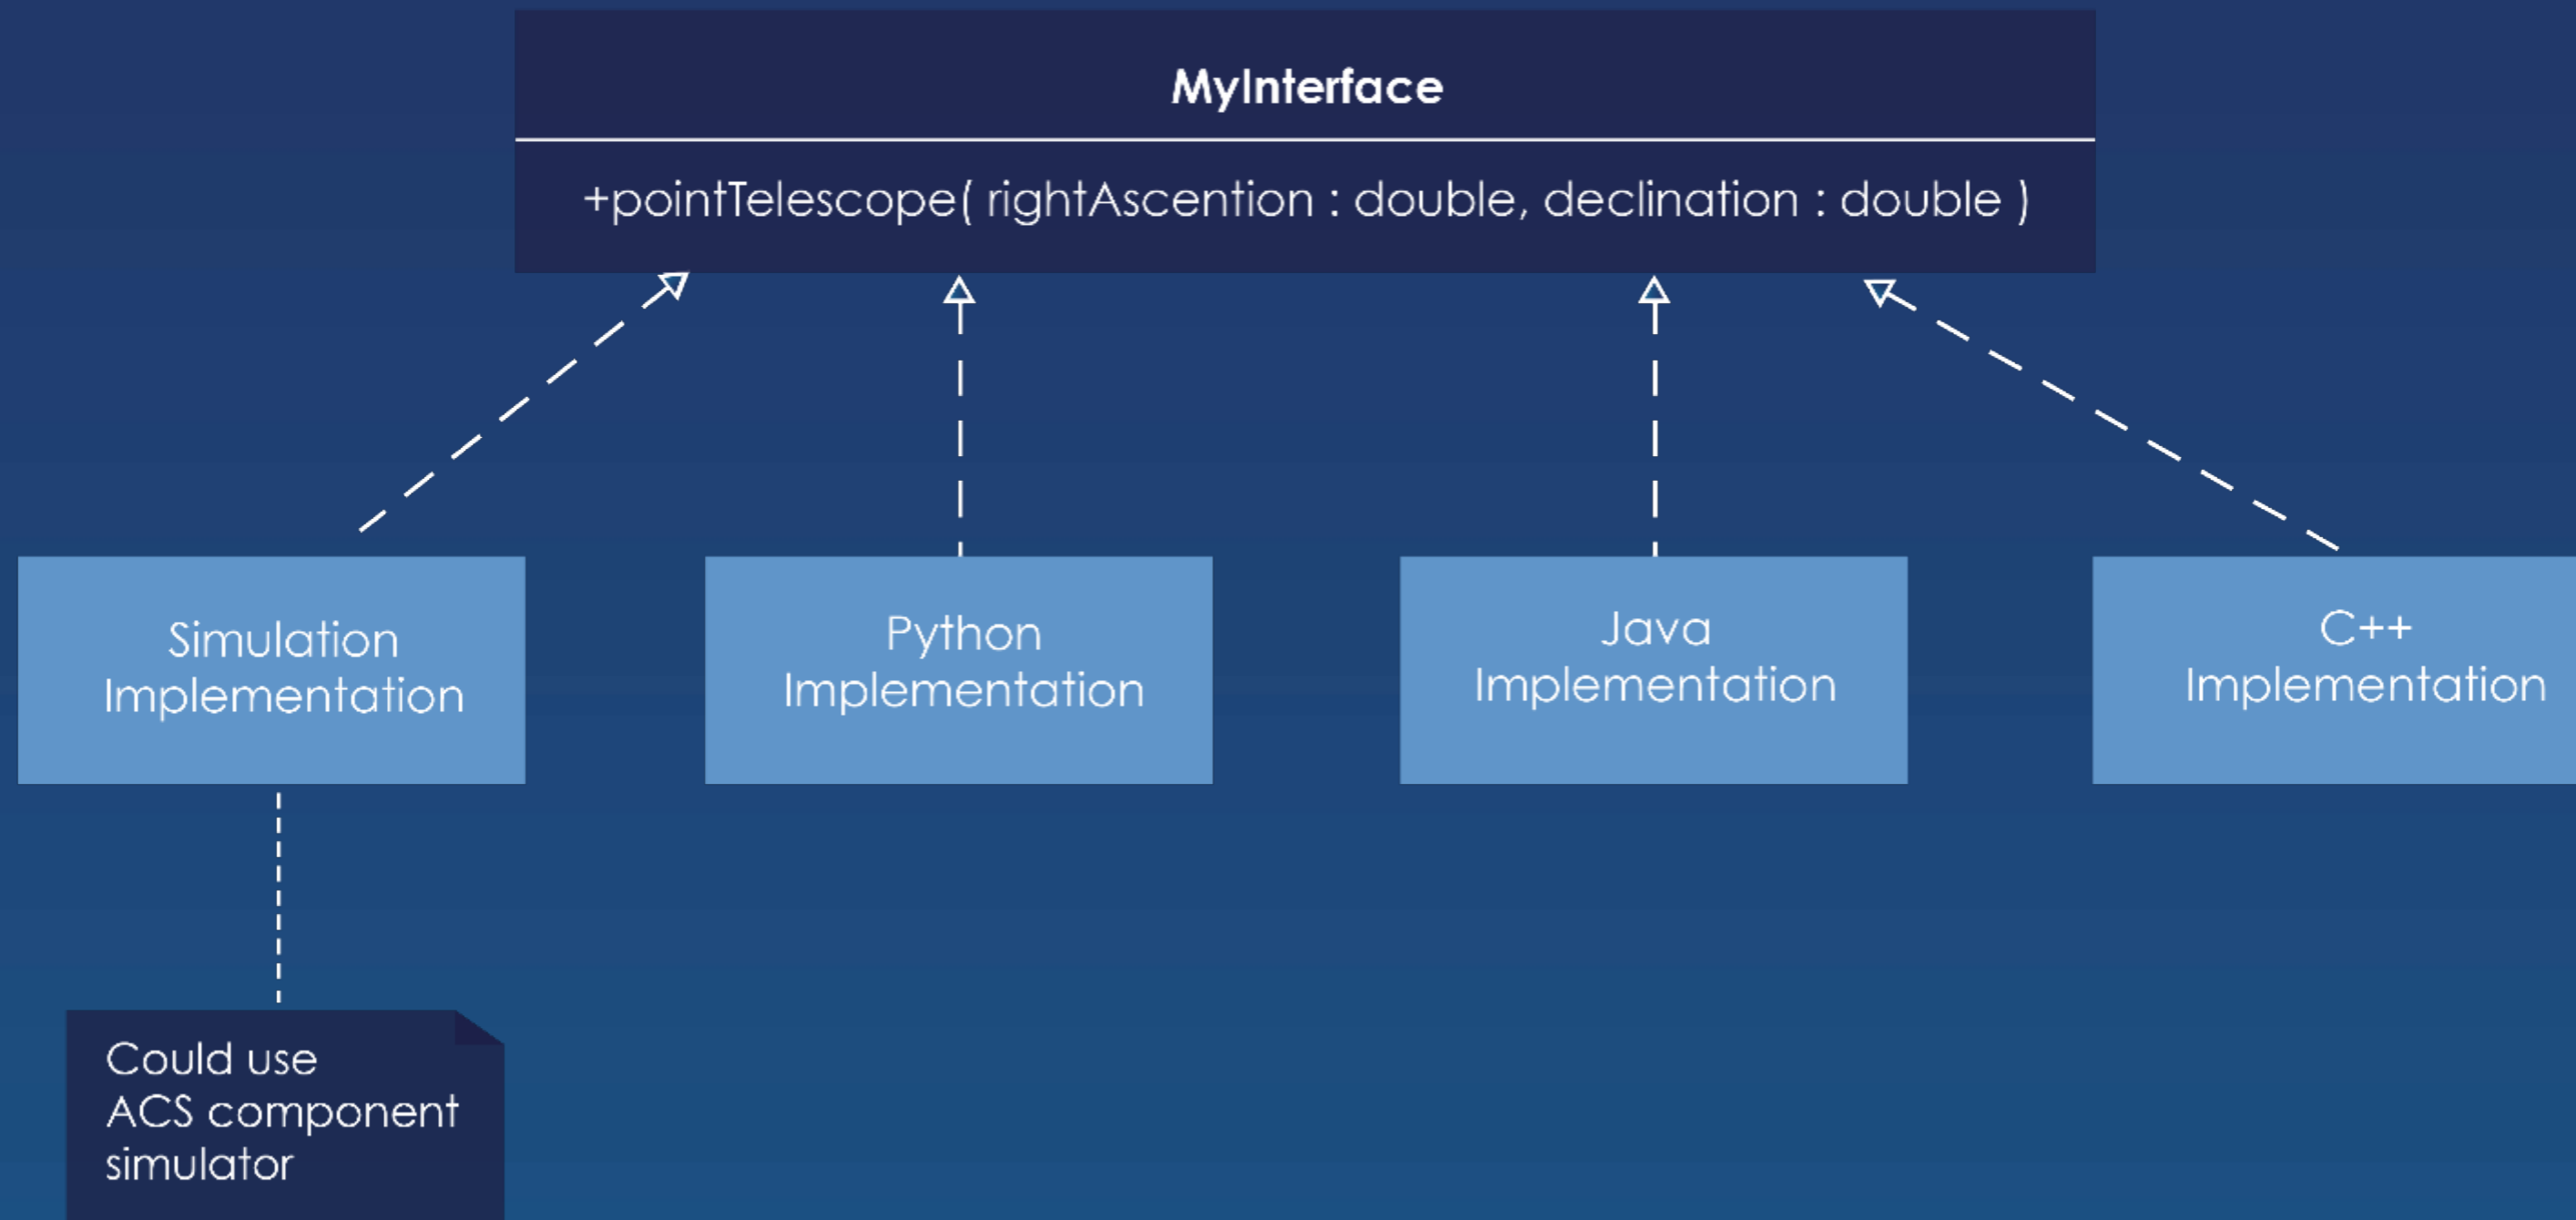 MyInterface
+pointTelescope( rightAscention : double, declination : double )
Simulation
Implementation
Python
Implementation
Java
Implementation
C++
Implementation
Could use
ACS component
simulator